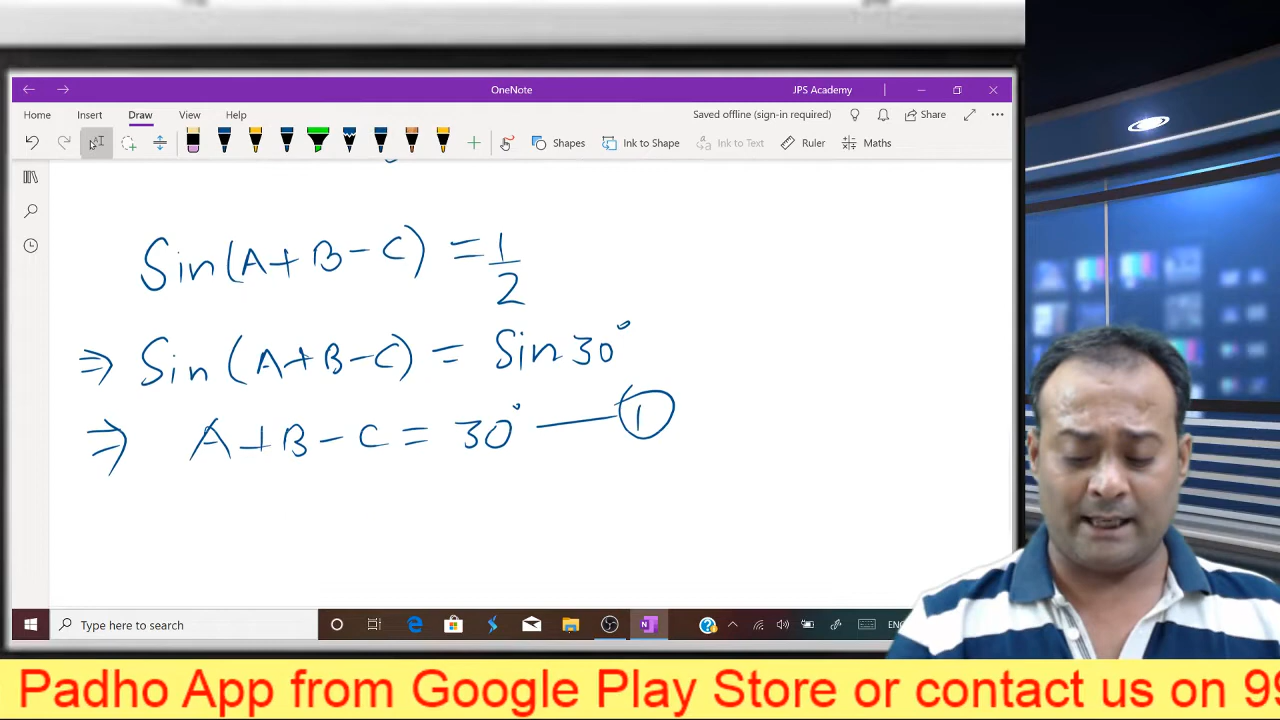 OneNote
JPS Academy
Home Insert Draw View Help
Saved offline (sign-in required) Share
Shapes Ink to Shape Ink to Text Ruler Maths
Sin(A+B-C) = 1/2
⇒ Sin (A+B-C) = Sin 30°
⇒ A+B-C = 30° — ①
Type here to search
ENG
Padho App from Google Play Store or contact us on 99